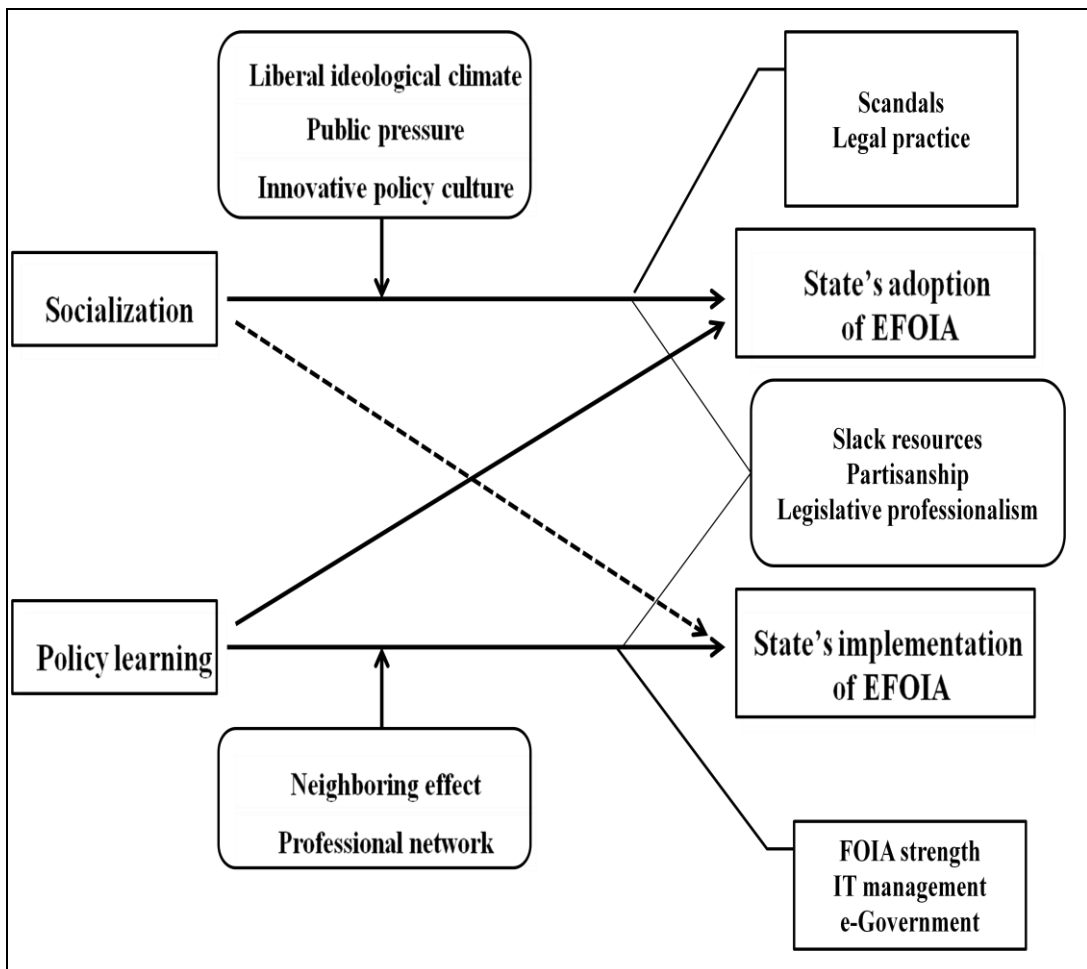 Liberal ideological climate
Public pressure
Innovative policy culture
Scandals
Legal practice
Socialization
State's adoption
of EFOIA
Slack resources
Partisanship
Legislative professionalism
Policy learning
State's implementation
of EFOIA
Neighboring effect
Professional network
FOIA strength
IT management
e-Government